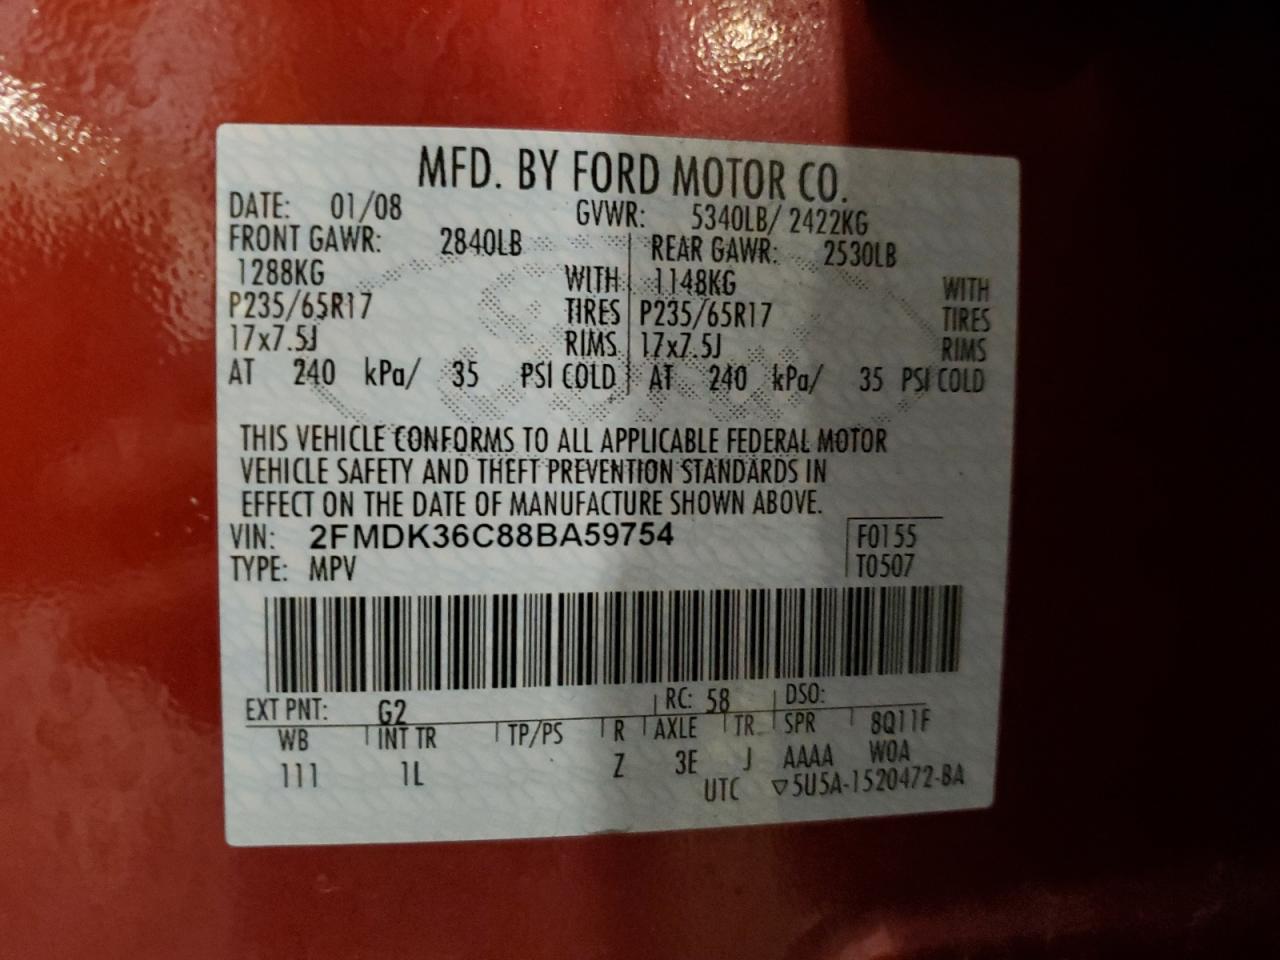 MFD. BY FORD MOTOR CO.
DATE: 01/08 GVWR: 5340LB/ 2422KG
FRONT GAWR: 2840LB REAR GAWR: 2530LB
1288KG WITH 1148KG WITH
P235/65R17 TIRES P235/65R17 TIRES
17x7.5J RIMS 17x7.5J RIMS
AT 240 kPa/ 35 PSI COLD AT 240 kPa/ 35 PSI COLD
THIS VEHICLE CONFORMS TO ALL APPLICABLE FEDERAL MOTOR
VEHICLE SAFETY AND THEFT PREVENTION STANDARDS IN
EFFECT ON THE DATE OF MANUFACTURE SHOWN ABOVE.
VIN: 2FMDK36C88BA59754 F0155
TYPE: MPV T0507
EXT PNT: G2 RC: 58 DSO:
WB INT TR TP/PS R AXLE TR SPR 8Q11F
111 1L Z 3E J AAAA WOA
UTC ▽5U5A-1520472-BA